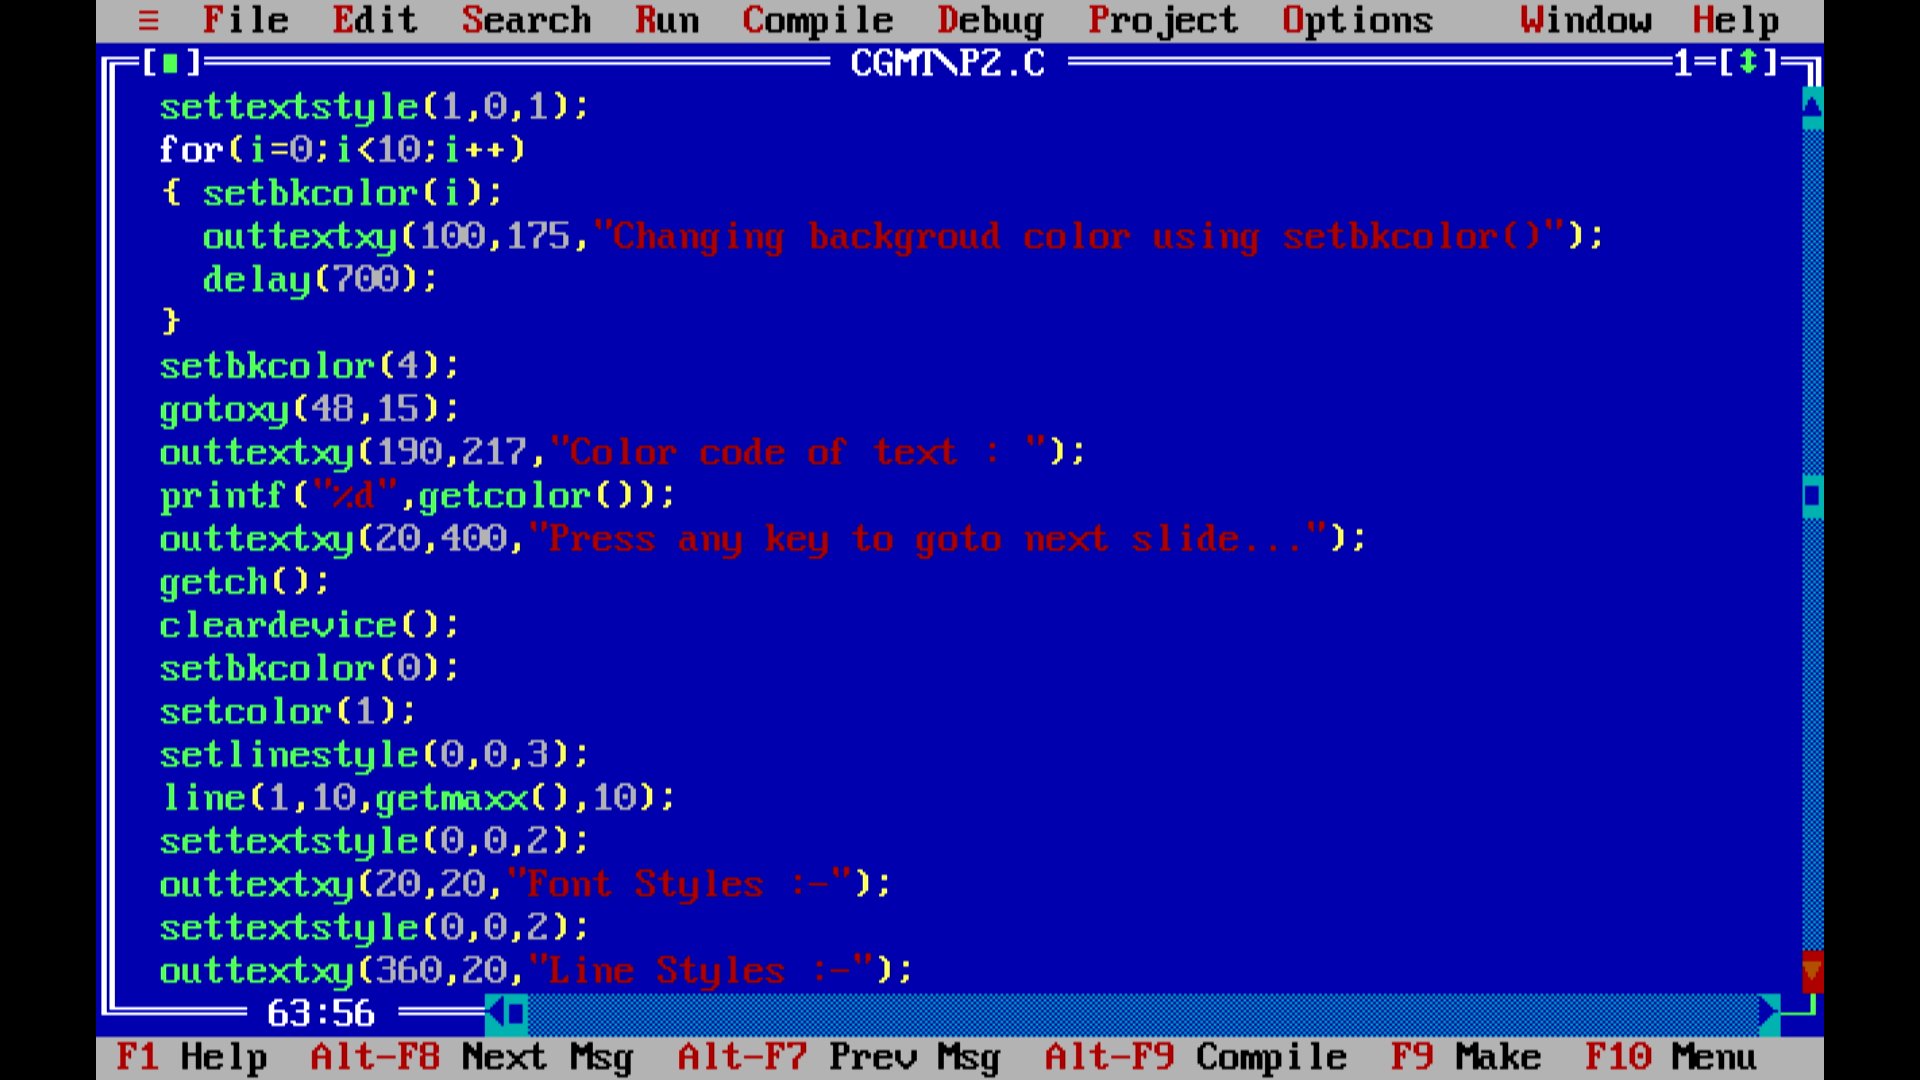 ≡ File Edit Search Run Compile Debug Project Options Window Help
[■] CGMT\P2.C 1=[↕]
settextstyle(1,0,1);
for(i=0;i<10;i++)
{ setbkcolor(i);
outtextxy(100,175,"Changing backgroud color using setbkcolor()");
delay(700);
}
setbkcolor(4);
gotoxy(48,15);
outtextxy(190,217,"Color code of text : ");
printf("%d",getcolor());
outtextxy(20,400,"Press any key to goto next slide...");
getch();
cleardevice();
setbkcolor(0);
setcolor(1);
setlinestyle(0,0,3);
line(1,10,getmaxx(),10);
settextstyle(0,0,2);
outtextxy(20,20,"Font Styles :-");
settextstyle(0,0,2);
outtextxy(360,20,"Line Styles :-");
63:56
F1 Help Alt-F8 Next Msg Alt-F7 Prev Msg Alt-F9 Compile F9 Make F10 Menu